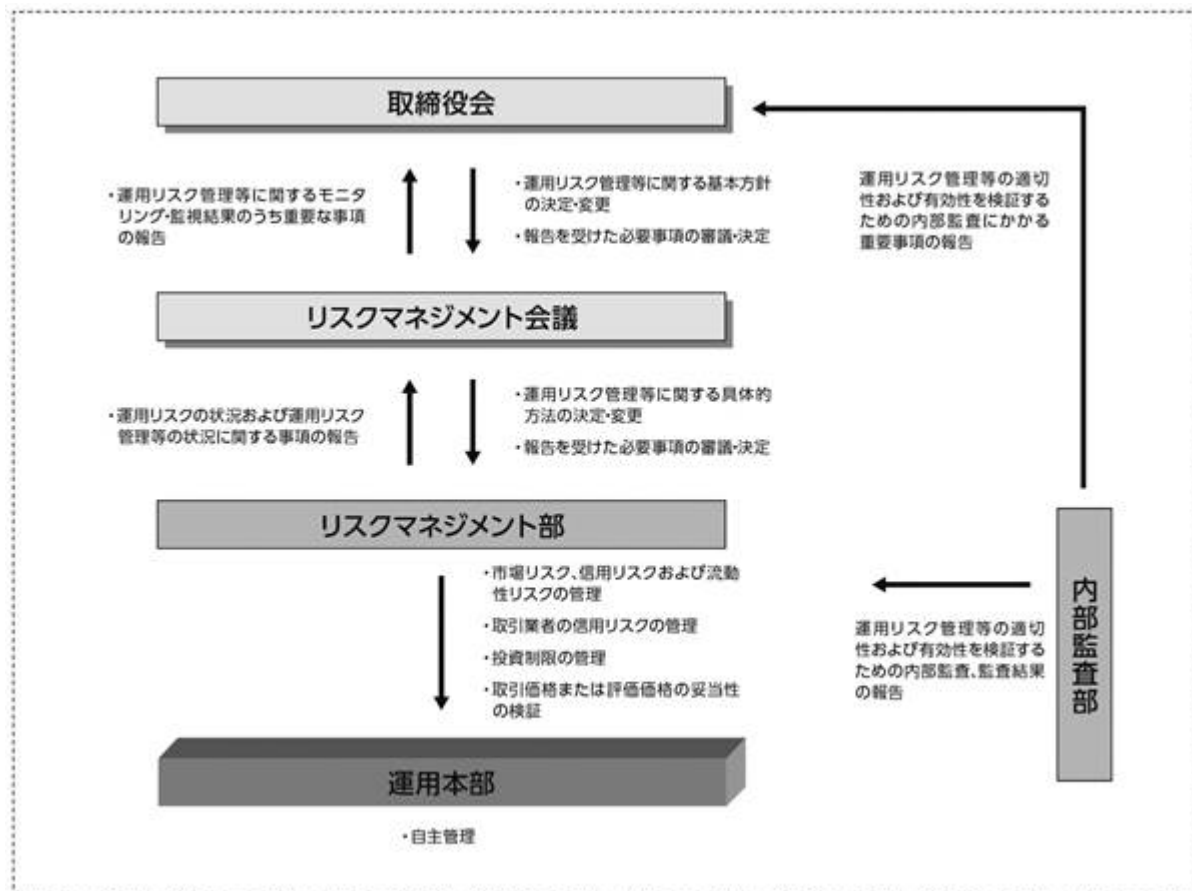 取締役会
・運用リスク管理等に関するモニタ
リング・監視結果のうち重要な事項
の報告
・運用リスク管理等に関する基本方針
の決定・変更
・報告を受けた必要事項の審議・決定
運用リスク管理等の適切
性および有効性を検証する
ための内部監査にかかる
重要事項の報告
リスクマネジメント会議
・運用リスクの状況および運用リスク
管理等の状況に関する事項の報告
・運用リスク管理等に関する具体的
方法の決定・変更
・報告を受けた必要事項の審議・決定
リスクマネジメント部
・市場リスク、信用リスクおよび流動
性リスクの管理
・取引業者の信用リスクの管理
・投資制限の管理
・取引価格または評価価格の妥当性
の検証
運用リスク管理等の適切
性および有効性を検証する
ための内部監査、監査結果
の報告
内部監査部
運用本部
・自主管理